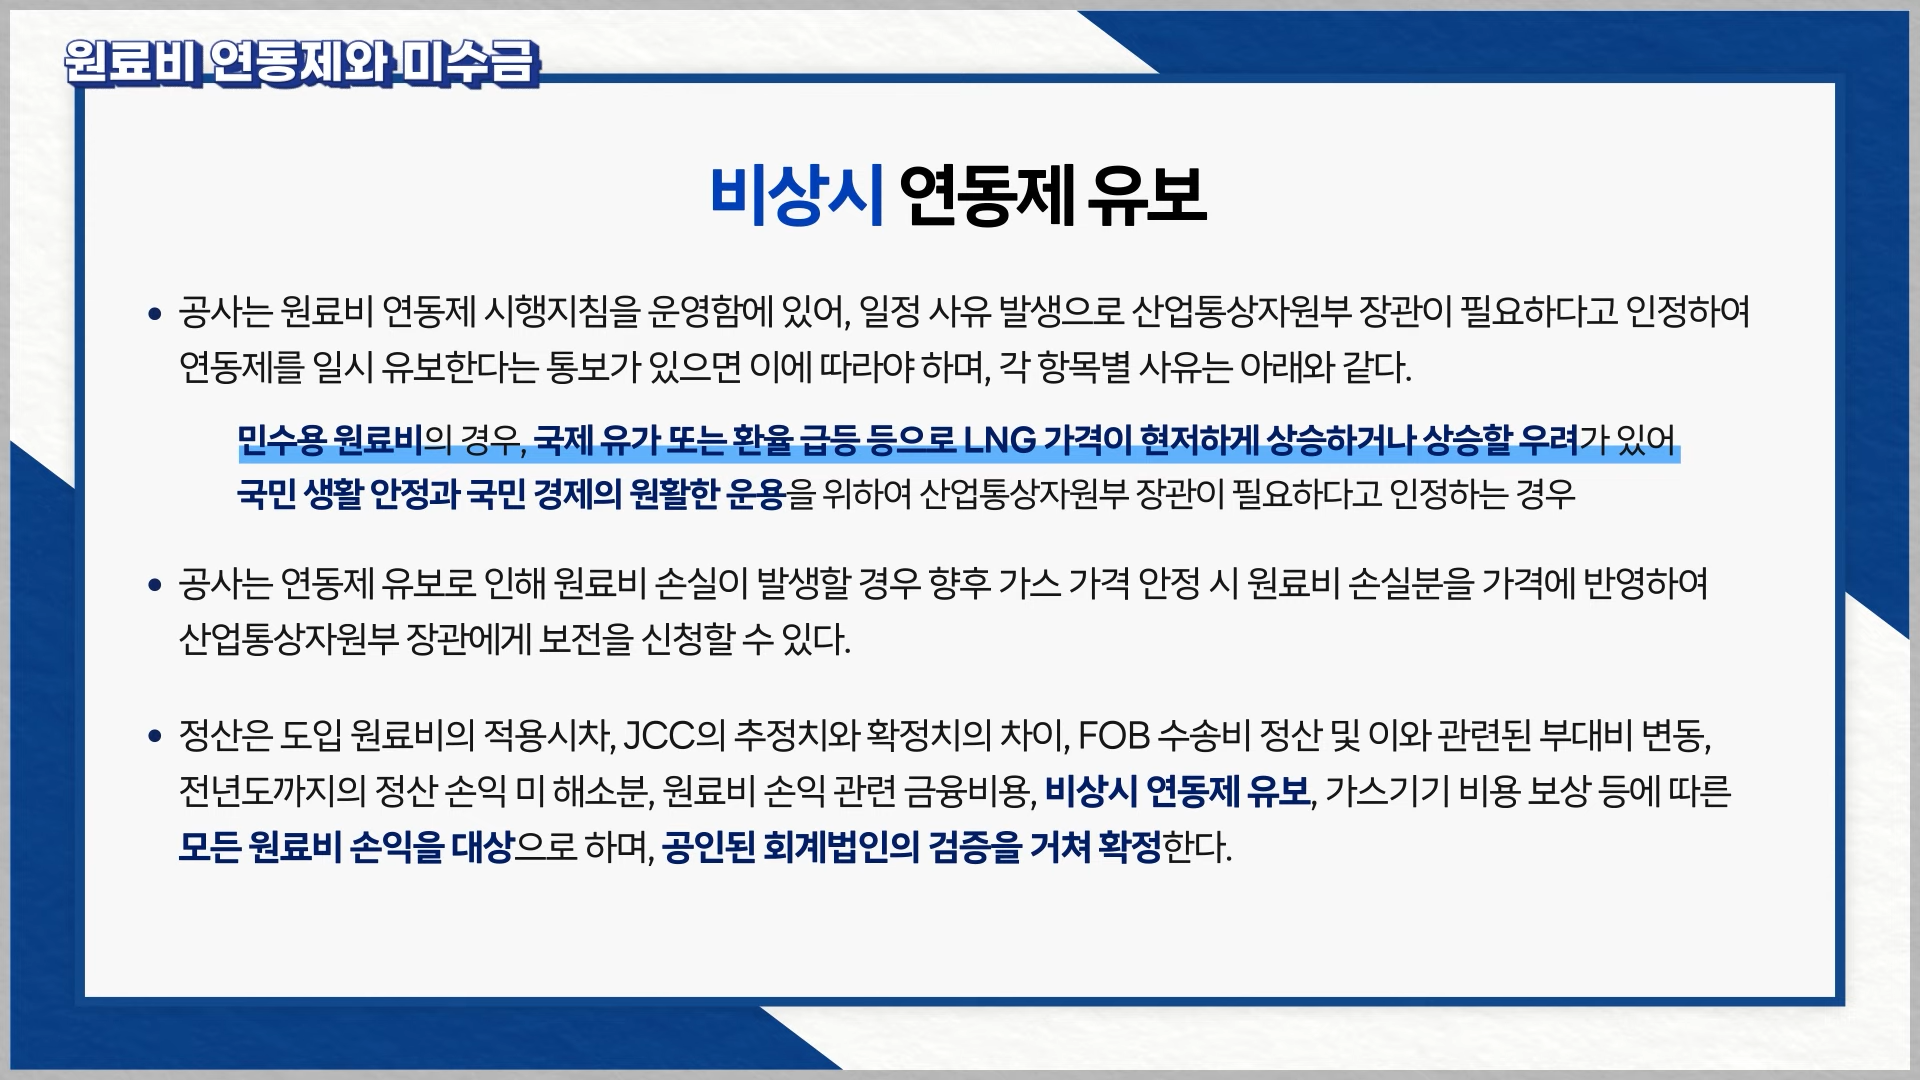 원료비 연동제와 미수금
비상시 연동제 유보
• 공사는 원료비 연동제 시행지침을 운영함에 있어, 일정 사유 발생으로 산업통상자원부 장관이 필요하다고 인정하여
연동제를 일시 유보한다는 통보가 있으면 이에 따라야 하며, 각 항목별 사유는 아래와 같다.
민수용 원료비의 경우, 국제 유가 또는 환율 급등 등으로 LNG 가격이 현저하게 상승하거나 상승할 우려가 있어
국민 생활 안정과 국민 경제의 원활한 운용을 위하여 산업통상자원부 장관이 필요하다고 인정하는 경우
• 공사는 연동제 유보로 인해 원료비 손실이 발생할 경우 향후 가스 가격 안정 시 원료비 손실분을 가격에 반영하여
산업통상자원부 장관에게 보전을 신청할 수 있다.
• 정산은 도입 원료비의 적용시차, JCC의 추정치와 확정치의 차이, FOB 수송비 정산 및 이와 관련된 부대비 변동,
전년도까지의 정산 손익 미 해소분, 원료비 손익 관련 금융비용, 비상시 연동제 유보, 가스기기 비용 보상 등에 따른
모든 원료비 손익을 대상으로 하며, 공인된 회계법인의 검증을 거쳐 확정한다.